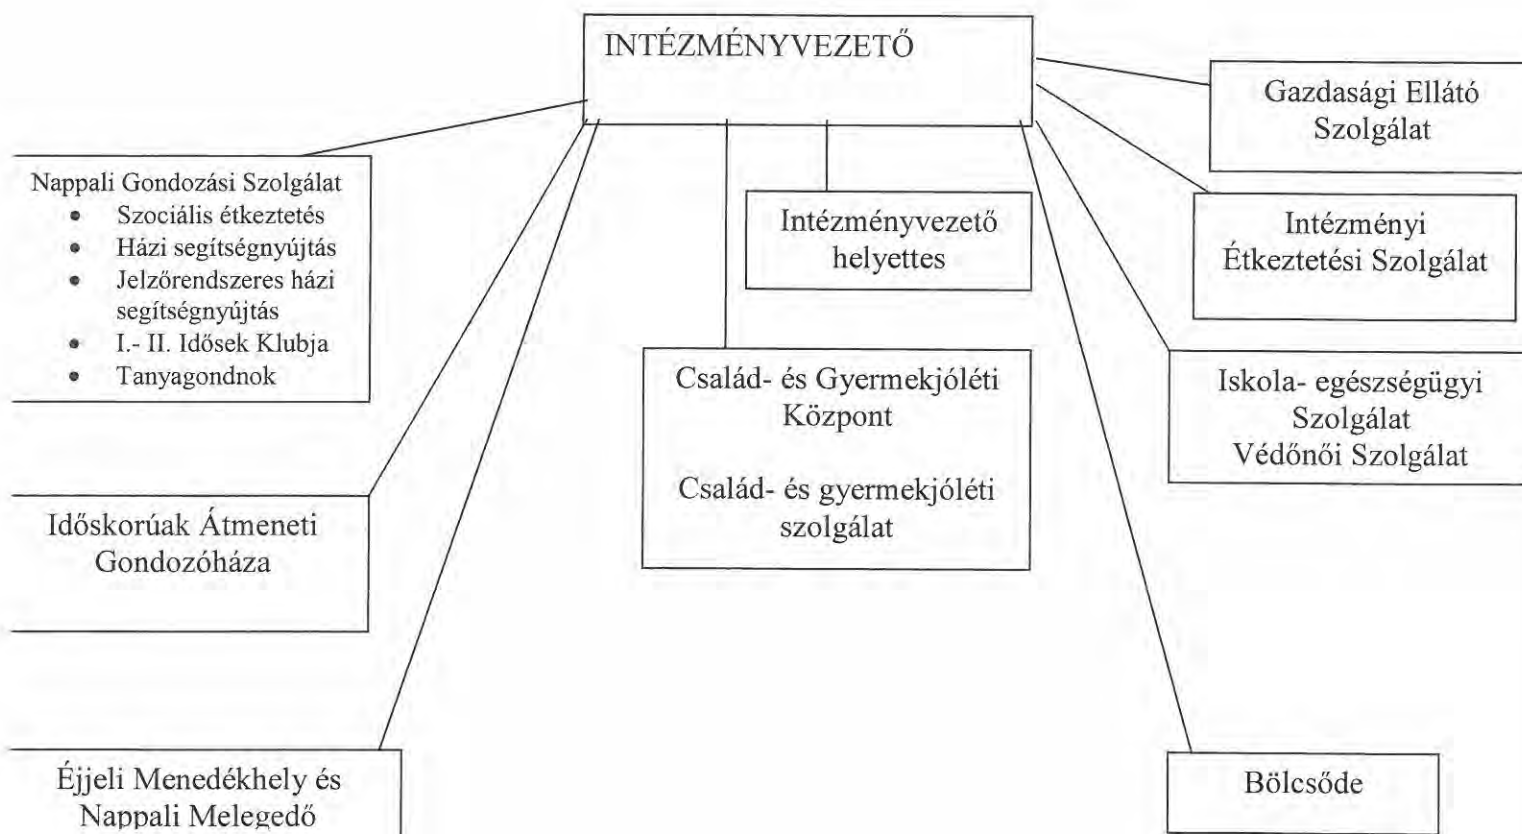 INTÉZMÉNYVEZETŐ
Gazdasági Ellátó
Szolgálat
Nappali Gondozási Szolgálat
• Szociális étkeztetés
• Házi segítségnyújtás
• Jelzőrendszeres házi
segítségnyújtás
• I.- II. Idősek Klubja
• Tanyagondnok
Intézményvezető
helyettes
Intézményi
Étkeztetési Szolgálat
Család- és Gyermekjóléti
Központ
Család- és gyermekjóléti
szolgálat
Iskola- egészségügyi
Szolgálat
Védőnői Szolgálat
Időskorúak Átmeneti
Gondozóháza
Éjjeli Menedékhely és
Nappali Melegedő
Bölcsőde